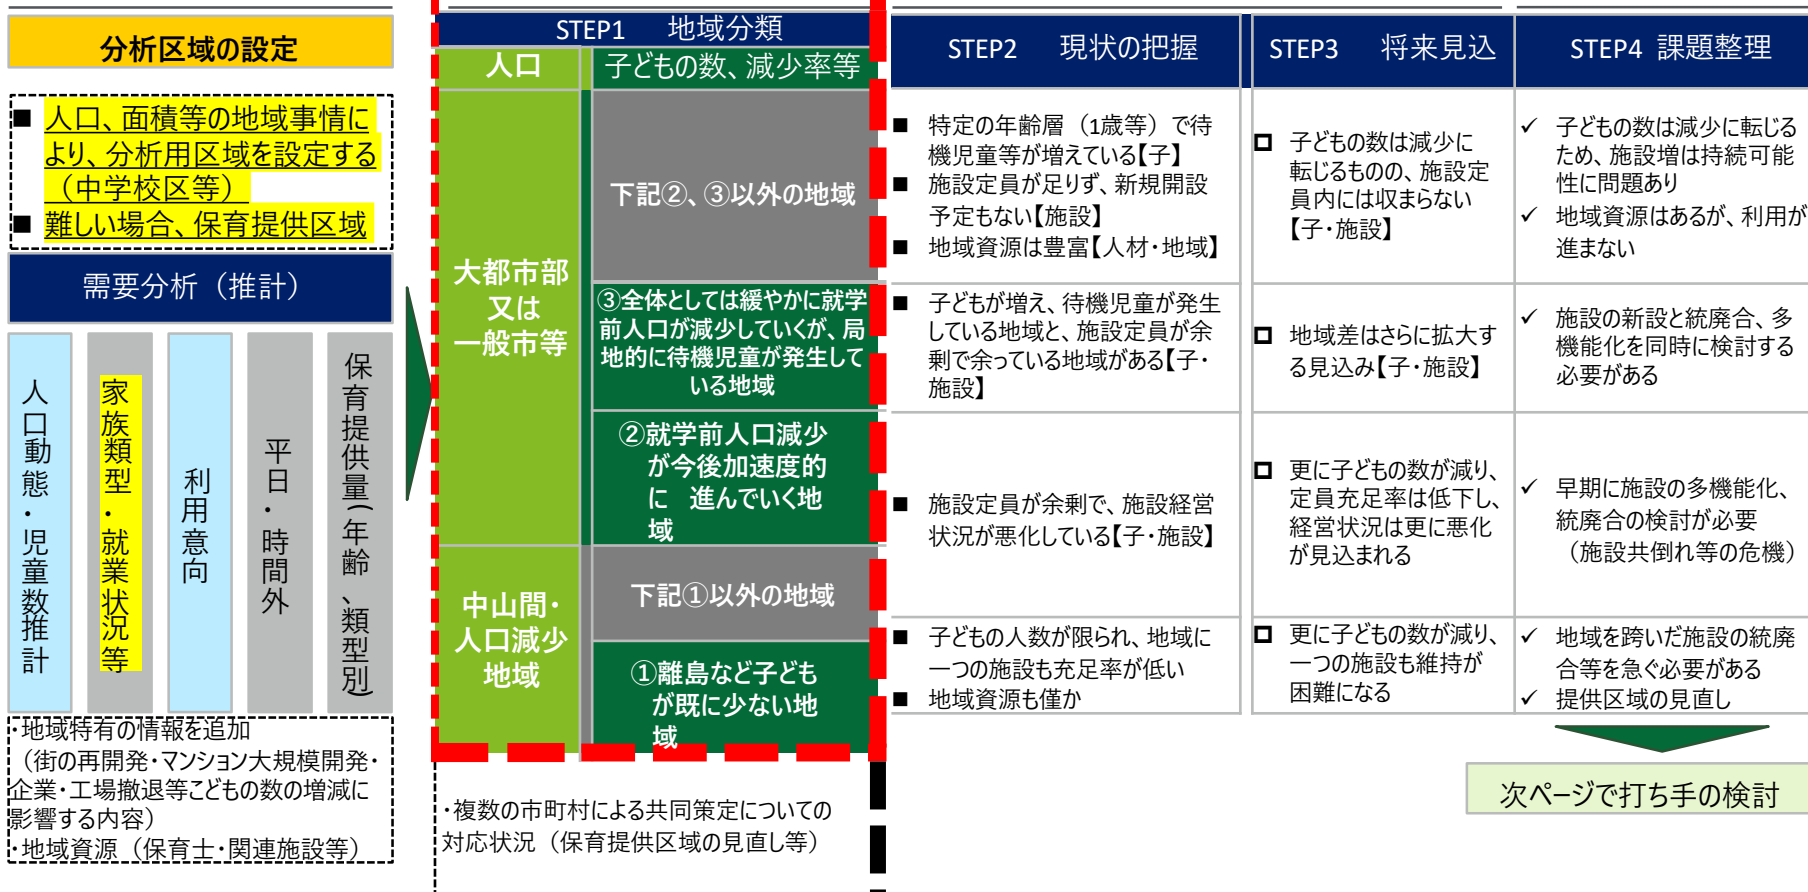 分析区域の設定
■ 人口、面積等の地域事情に
より、分析用区域を設定する
（中学校区等）
■ 難しい場合、保育提供区域
需要分析（推計）
人口動態・児童数推計
家族類型・就業状況等
利用意向
平日・時間外
保育提供量(年齢、類型別)
・地域特有の情報を追加
（街の再開発・マンション大規模開発・
企業・工場撤退等こどもの数の増減に
影響する内容）
・地域資源（保育士・関連施設等）
STEP1 地域分類
人口
子どもの数、減少率等
大都市部
又は
一般市等
下記②、③以外の地域
③全体としては緩やかに就学
前人口が減少していくが、局
地的に待機児童が発生して
いる地域
②就学前人口減少
が今後加速度的
に 進んでいく地
域
中山間・
人口減少
地域
下記①以外の地域
①離島など子ども
が既に少ない地
域
・複数の市町村による共同策定についての
対応状況（保育提供区域の見直し等）
STEP2 現状の把握
■ 特定の年齢層（1歳等）で待
機児童等が増えている【子】
■ 施設定員が足りず、新規開設
予定もない【施設】
■ 地域資源は豊富【人材・地域】
■ 子どもが増え、待機児童が発生
している地域と、施設定員が余
剰で余っている地域がある【子・
施設】
■ 施設定員が余剰で、施設経営
状況が悪化している【子・施設】
■ 子どもの人数が限られ、地域に
一つの施設も充足率が低い
■ 地域資源も僅か
STEP3 将来見込
子どもの数は減少に
転じるものの、施設定
員内には収まらない
【子・施設】
地域差はさらに拡大す
る見込み【子・施設】
更に子どもの数が減り、
定員充足率は低下し、
経営状況は更に悪化
が見込まれる
更に子どもの数が減り、
一つの施設も維持が
困難になる
STEP4 課題整理
✓ 子どもの数は減少に転じる
ため、施設増は持続可能
性に問題あり
✓ 地域資源はあるが、利用が
進まない
✓ 施設の新設と統廃合、多
機能化を同時に検討する
必要がある
✓ 早期に施設の多機能化、
統廃合の検討が必要
（施設共倒れ等の危機）
✓ 地域を跨いだ施設の統廃
合等を急ぐ必要がある
✓ 提供区域の見直し
次ページで打ち手の検討